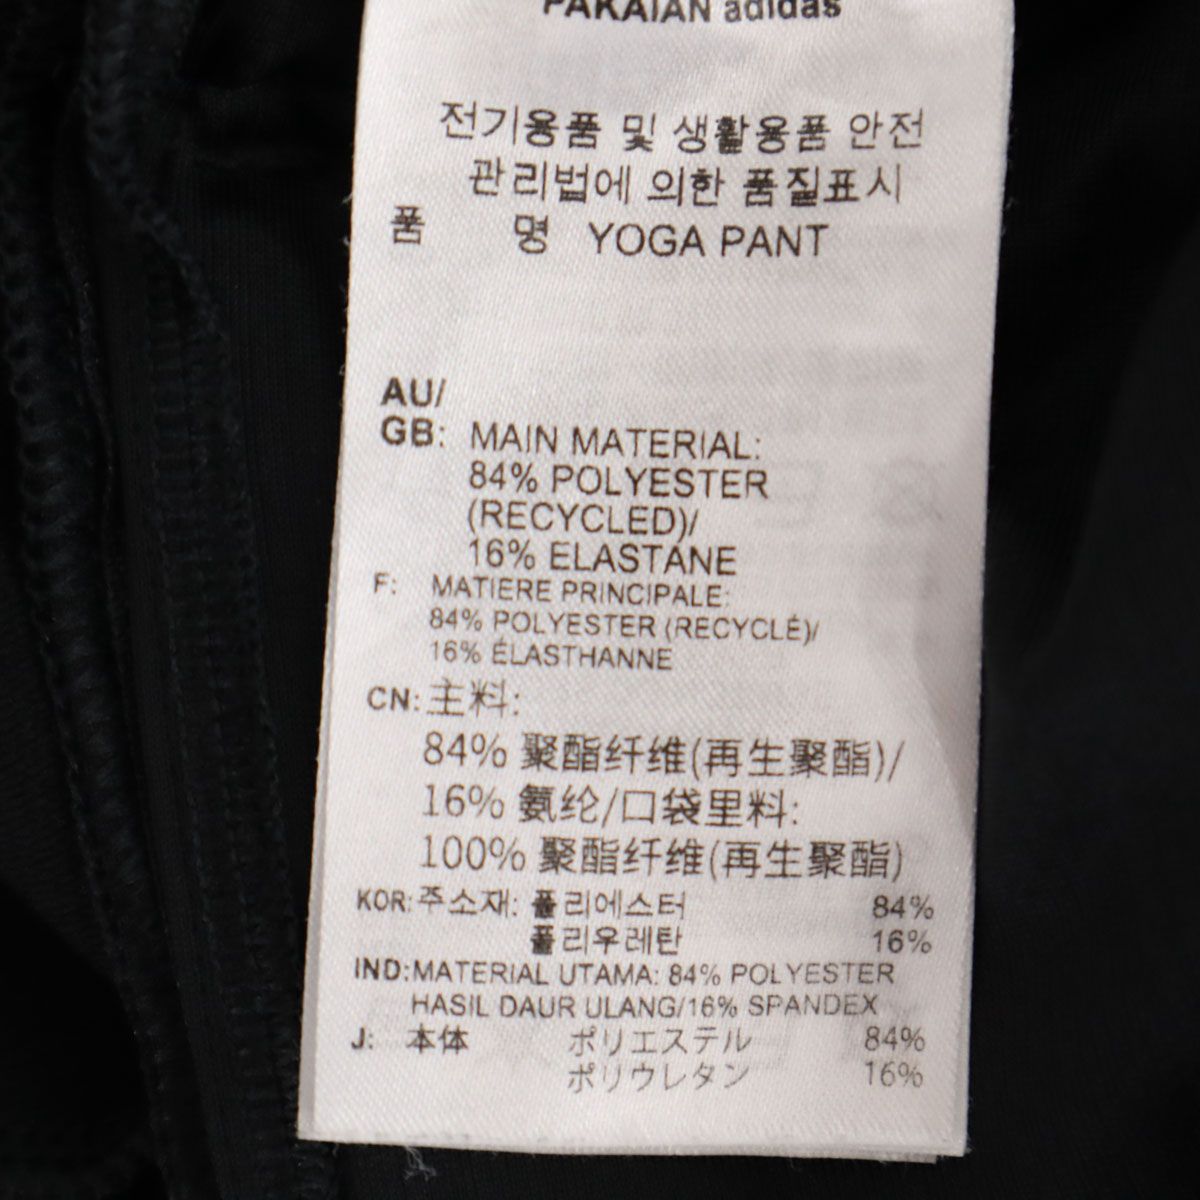 PAKAIAN adidas
전기용품 및 생활용품 안전
관리법에 의한 품질표시
품 명 YOGA PANT
AU/
GB: MAIN MATERIAL:
84% POLYESTER
(RECYCLED)/
16% ELASTANE
F: MATIERE PRINCIPALE:
84% POLYESTER (RECYCLÉ)/
16% ÉLASTHANNE
CN: 主料:
84% 聚酯纤维(再生聚酯)/
16% 氨纶/口袋里料:
100% 聚酯纤维(再生聚酯)
KOR: 주소재: 폴리에스터 84%
폴리우레탄 16%
IND: MATERIAL UTAMA: 84% POLYESTER
HASIL DAUR ULANG/16% SPANDEX
J: 本体 ポリエステル 84%
ポリウレタン 16%